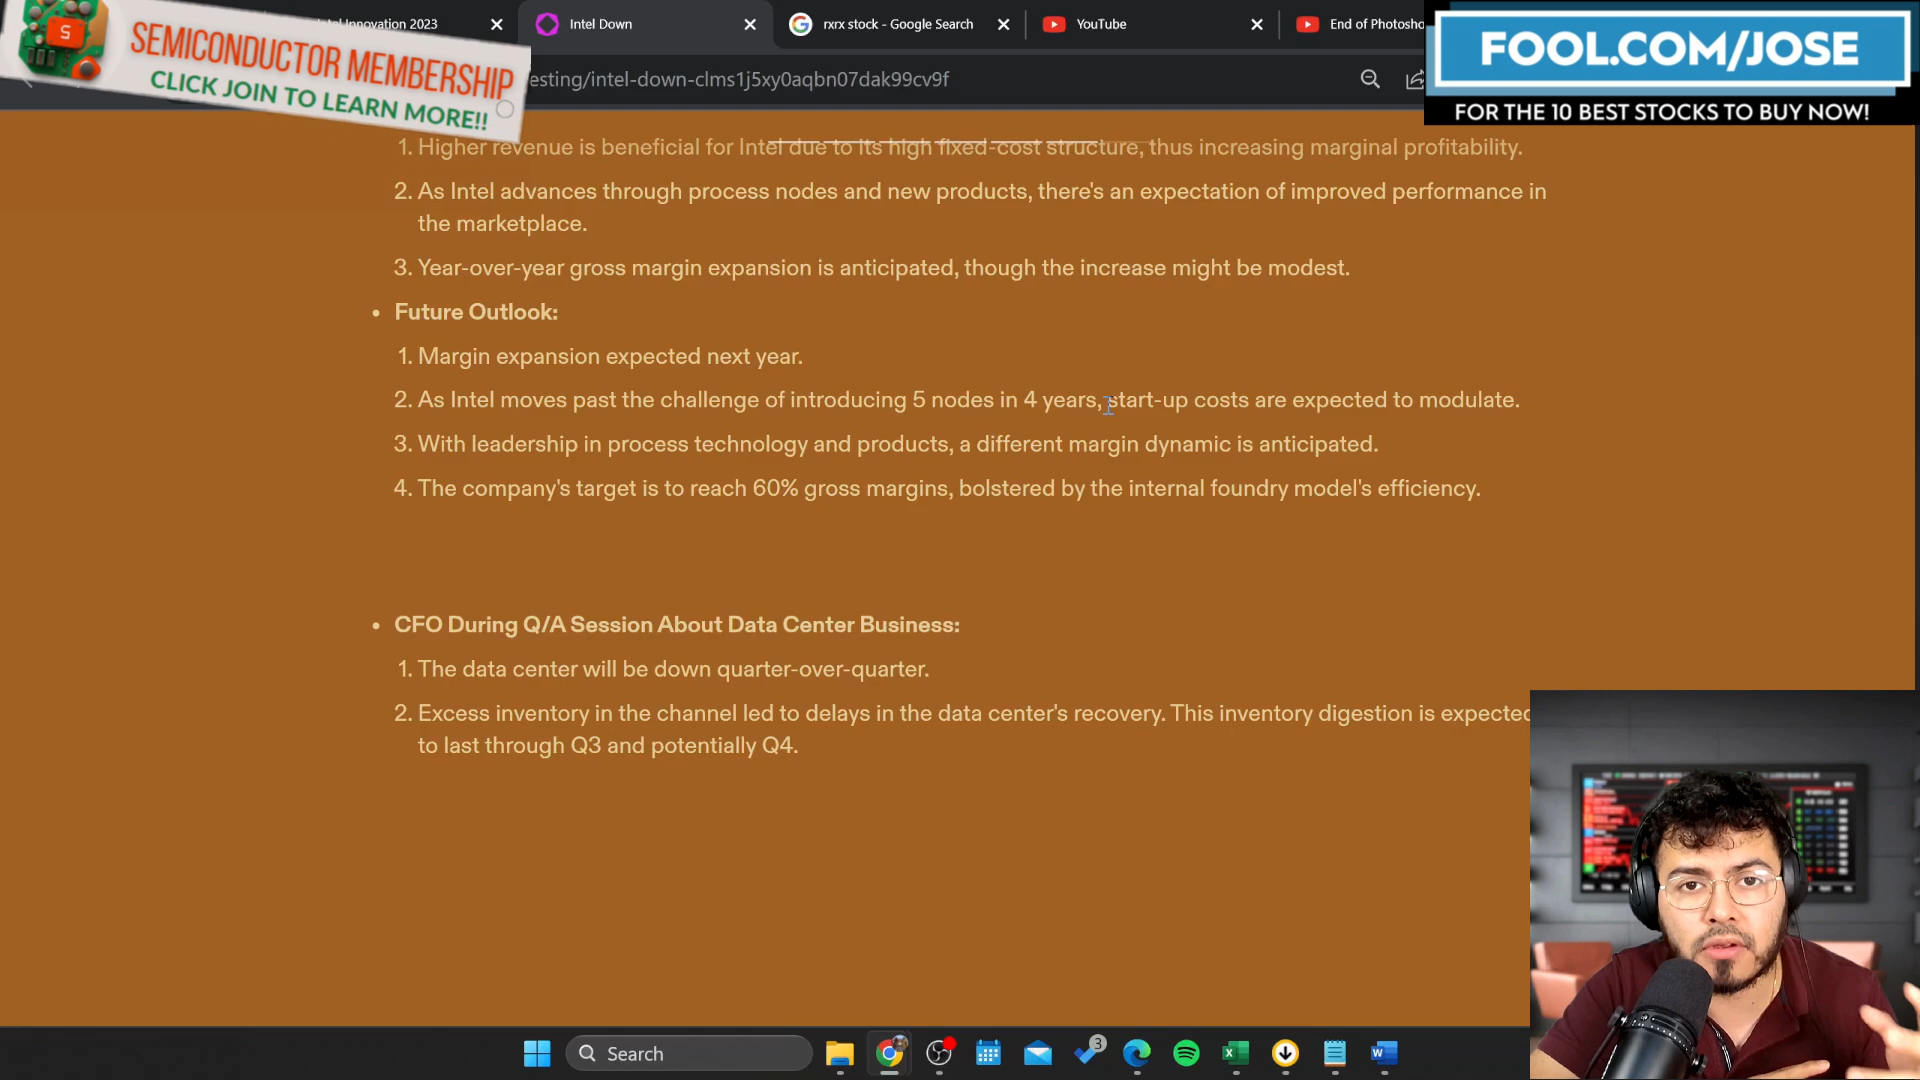 Innovation 2023
Intel Down
rxrx stock - Google Search
YouTube
End of Photosho
SEMICONDUCTOR MEMBERSHIP
CLICK JOIN TO LEARN MORE!!
5
FOOL.COM/JOSE
FOR THE 10 BEST STOCKS TO BUY NOW!
esting/intel-down-clms1j5xy0aqbn07dak99cv9f
1. Higher revenue is beneficial for Intel due to its high fixed-cost structure, thus increasing marginal profitability.
2. As Intel advances through process nodes and new products, there's an expectation of improved performance in
the marketplace.
3. Year-over-year gross margin expansion is anticipated, though the increase might be modest.
• Future Outlook:
1. Margin expansion expected next year.
2. As Intel moves past the challenge of introducing 5 nodes in 4 years, start-up costs are expected to modulate.
3. With leadership in process technology and products, a different margin dynamic is anticipated.
4. The company's target is to reach 60% gross margins, bolstered by the internal foundry model's efficiency.
• CFO During Q/A Session About Data Center Business:
1. The data center will be down quarter-over-quarter.
2. Excess inventory in the channel led to delays in the data center's recovery. This inventory digestion is expected
to last through Q3 and potentially Q4.
Search
3